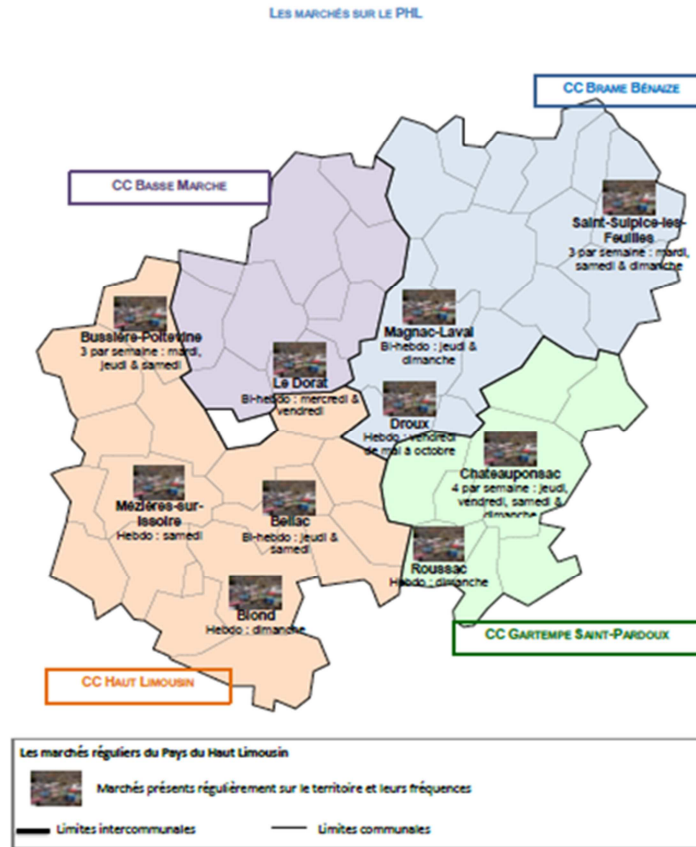 LES MARCHÉS SUR LE PHL
CC BRAME BÉNAIZE
CC BASSE MARCHE
Saint-Sulpice-les-
Feuilles
3 par semaine : mardi,
samedi & dimanche
Bussière-Poitevine
3 par semaine : mardi,
jeudi & samedi
Magnac-Laval
Bi-hebdo : jeudi &
dimanche
Le Dorat
Bi-hebdo : mercredi &
vendredi
Droux
Hebdo : vendredi
de mai à octobre
Chateauponsac
4 par semaine : jeudi,
vendredi, samedi &
dimanche
Mézières-sur-
Issoire
Hebdo : samedi
Bellac
Bi-hebdo : jeudi &
samedi
Roussac
Hebdo : dimanche
Blond
Hebdo : dimanche
CC GARTEMPE SAINT-PARDOUX
CC HAUT LIMOUSIN
Les marchés réguliers du Pays du Haut Limousin
Marchés présents régulièrement sur le territoire et leurs fréquences
Limites intercommunales
Limites communales